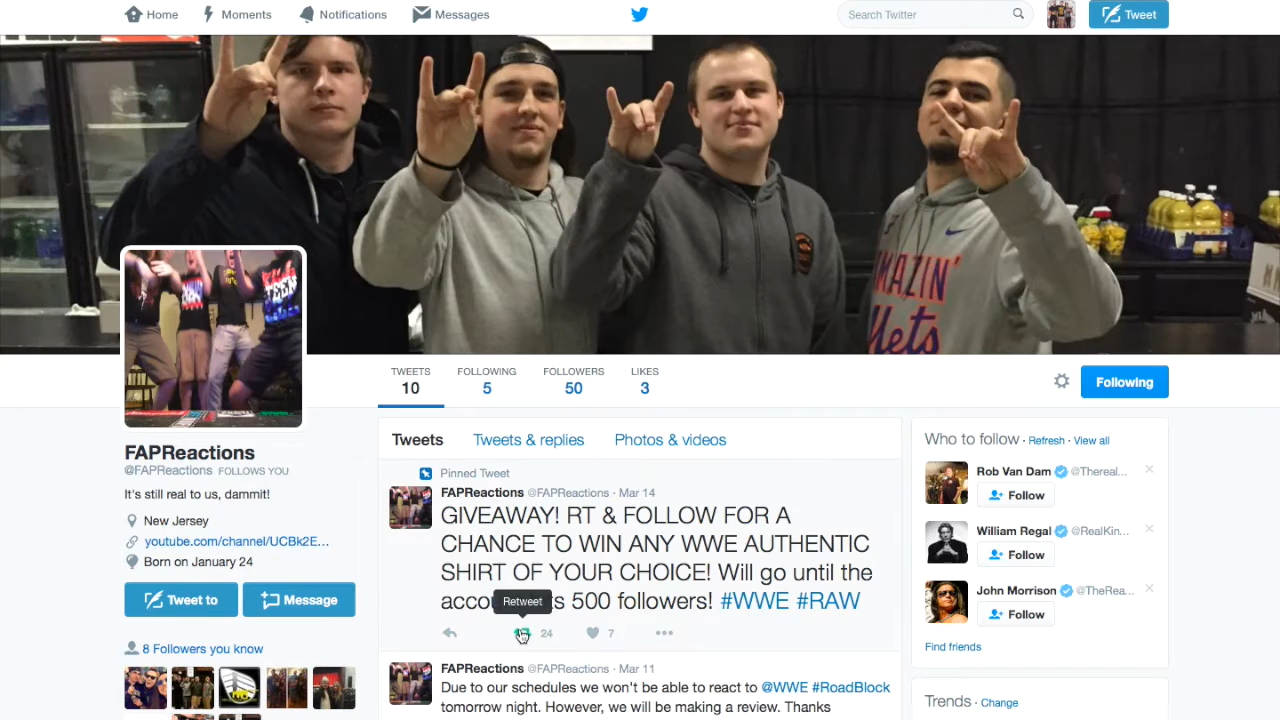 Home
Moments
Notifications
Messages
Search Twitter
Tweet
AMAZIN'
Mets
TWEETS
10
FOLLOWING
5
FOLLOWERS
50
LIKES
3
Following
FAPReactions
@FAPReactions FOLLOWS YOU
It's still real to us, dammit!
New Jersey
youtube.com/channel/UCBk2E...
Born on January 24
Tweet to
Message
8 Followers you know
Tweets
Tweets & replies
Photos & videos
Pinned Tweet
FAPReactions @FAPReactions · Mar 14
GIVEAWAY! RT & FOLLOW FOR A
CHANCE TO WIN ANY WWE AUTHENTIC
SHIRT OF YOUR CHOICE! Will go until the
500 followers! #WWE #RAW
Retweet
24
7
FAPReactions @FAPReactions · Mar 11
Due to our schedules we won't be able to react to @WWE #RoadBlock
tomorrow night. However, we will be making a review. Thanks
Who to follow · Refresh · View all
Rob Van Dam @Thereal...
Follow
William Regal @RealKin...
Follow
John Morrison @TheRea...
Follow
Find friends
Trends · Change